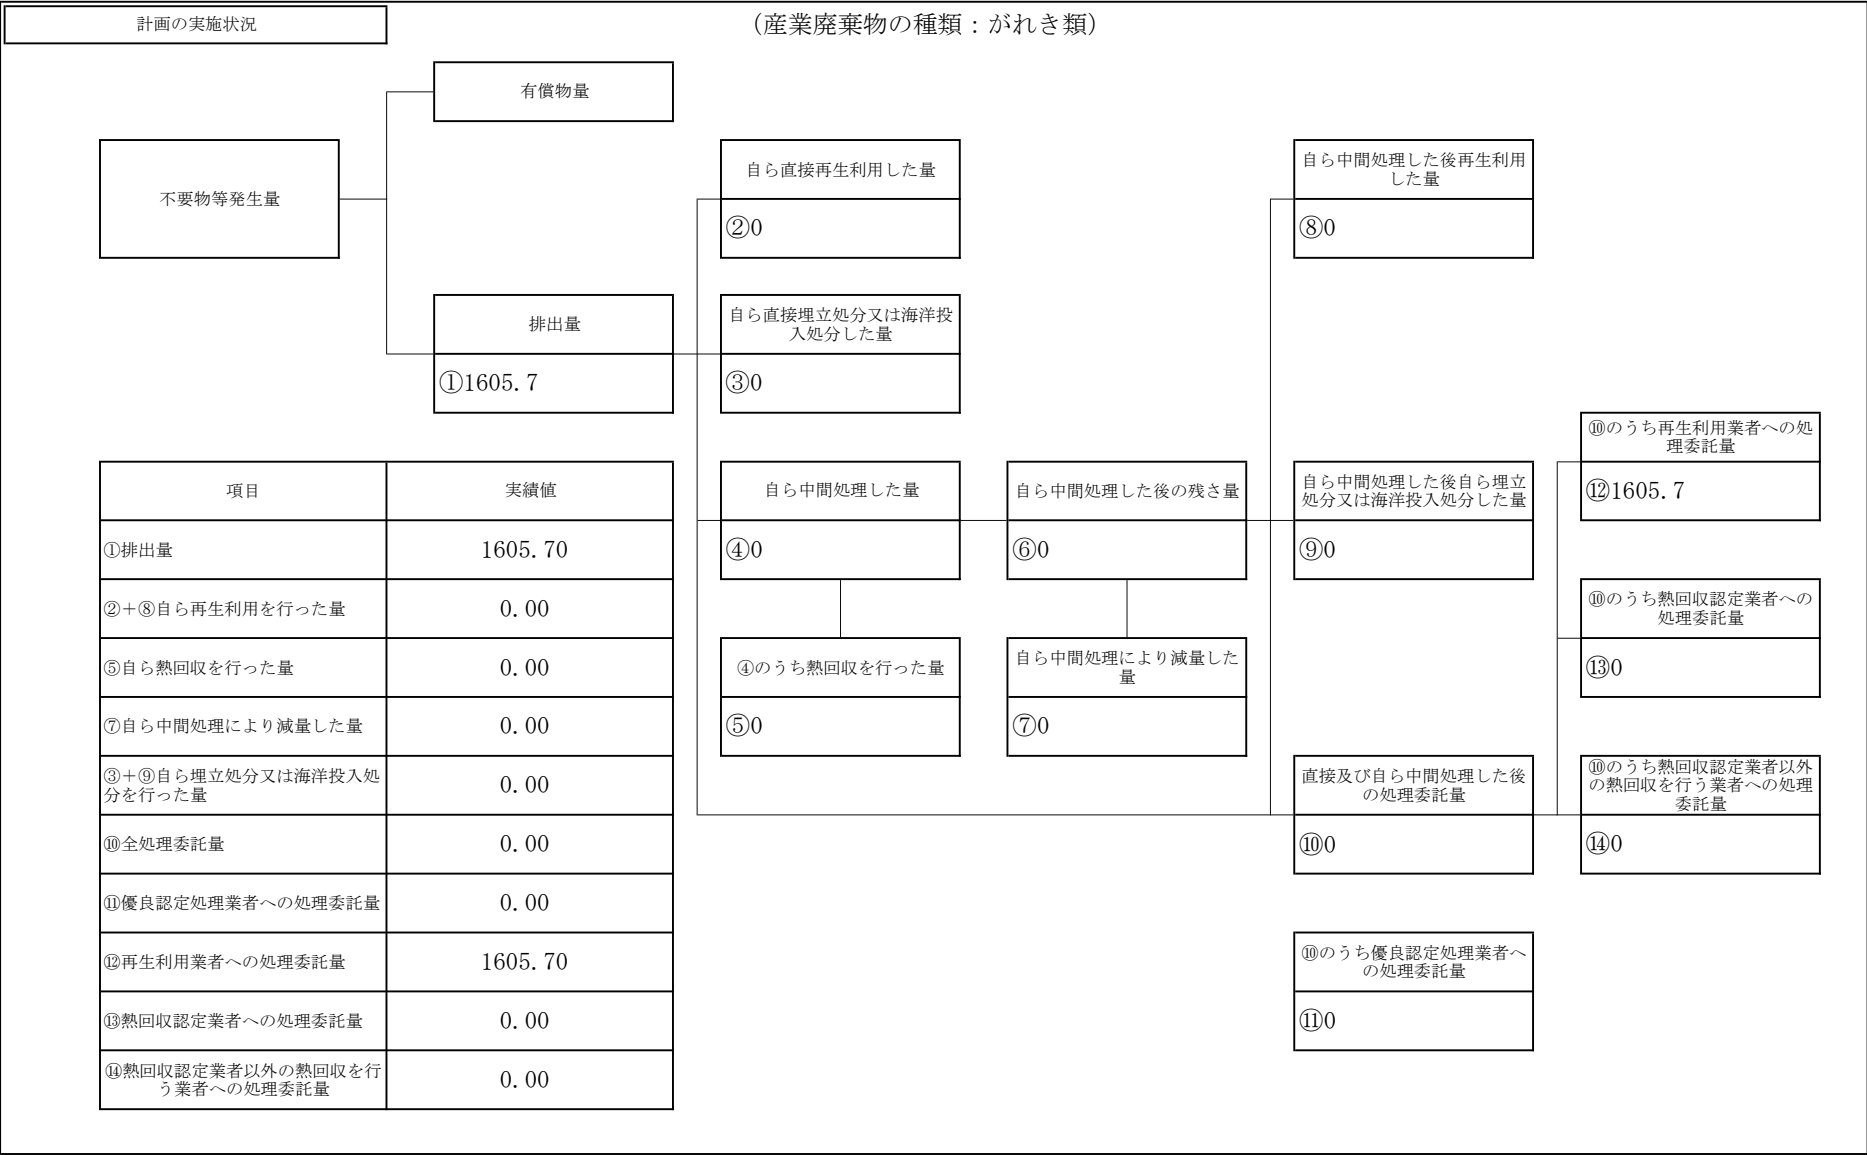 計画の実施状況
（産業廃棄物の種類：がれき類）
有償物量
不要物等発生量
自ら直接再生利用した量
②0
自ら中間処理した後再生利用
した量
⑧0
排出量
①1605.7
自ら直接埋立処分又は海洋投
入処分した量
③0
⑩のうち再生利用業者への処
理委託量
⑫1605.7
自ら中間処理した量
④0
自ら中間処理した後の残さ量
⑥0
自ら中間処理した後自ら埋立
処分又は海洋投入処分した量
⑨0
⑩のうち熱回収認定業者への
処理委託量
⑬0
④のうち熱回収を行った量
⑤0
自ら中間処理により減量した
量
⑦0
直接及び自ら中間処理した後
の処理委託量
⑩0
⑩のうち熱回収認定業者以外
の熱回収を行う業者への処理
委託量
⑭0
⑩のうち優良認定処理業者へ
の処理委託量
⑪0
項目 実績値
①排出量 1605.70
②＋⑧自ら再生利用を行った量 0.00
⑤自ら熱回収を行った量 0.00
⑦自ら中間処理により減量した量 0.00
③＋⑨自ら埋立処分又は海洋投入処
分を行った量 0.00
⑩全処理委託量 0.00
⑪優良認定処理業者への処理委託量 0.00
⑫再生利用業者への処理委託量 1605.70
⑬熱回収認定業者への処理委託量 0.00
⑭熱回収認定業者以外の熱回収を行
う業者への処理委託量 0.00